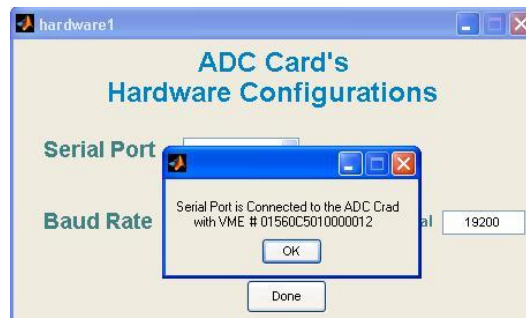 hardware1
ADC Card's
Hardware Configurations
Serial Port
Serial Port is Connected to the ADC Crad
with VME # 01560C5010000012
Baud Rate
19200
OK
Done